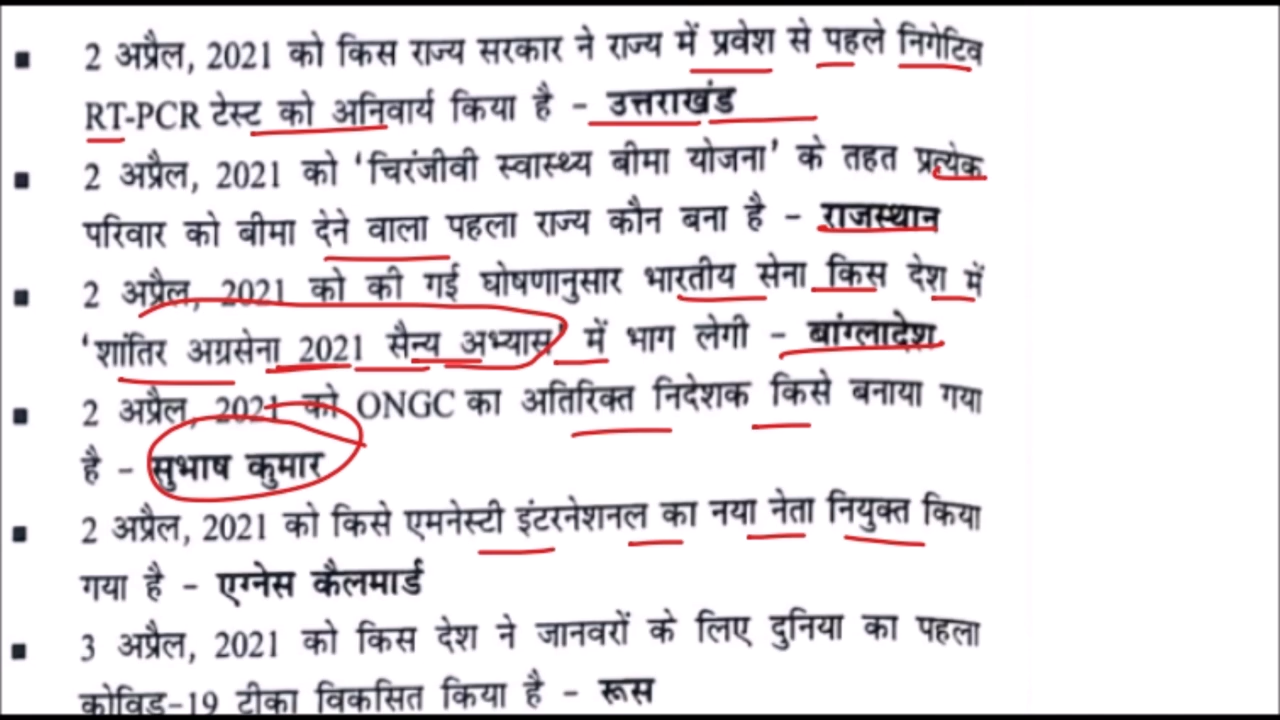 ▪ 2 अप्रैल, 2021 को किस राज्य सरकार ने राज्य में प्रवेश से पहले निगेटिव
RT-PCR टेस्ट को अनिवार्य किया है – उत्तराखंड
▪ 2 अप्रैल, 2021 को ‘चिरंजीवी स्वास्थ्य बीमा योजना’ के तहत प्रत्येक
परिवार को बीमा देने वाला पहला राज्य कौन बना है – राजस्थान
▪ 2 अप्रैल, 2021 को की गई घोषणानुसार भारतीय सेना किस देश में
‘शांतिर अग्रसेना 2021 सैन्य अभ्यास’ में भाग लेगी – बांग्लादेश
▪ 2 अप्रैल, 2021 को ONGC का अतिरिक्त निदेशक किसे बनाया गया
है – सुभाष कुमार
▪ 2 अप्रैल, 2021 को किसे एमनेस्टी इंटरनेशनल का नया नेता नियुक्त किया
गया है – एग्नेस कैलमार्ड
▪ 3 अप्रैल, 2021 को किस देश ने जानवरों के लिए दुनिया का पहला
कोविड-19 टीका विकसित किया है – रूस